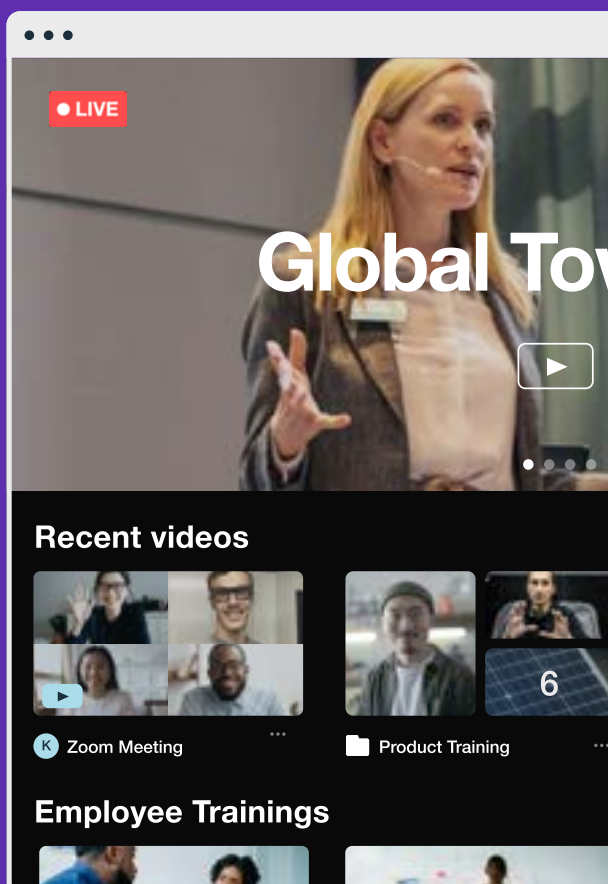 LIVE
Global To
Recent videos
6
K Zoom Meeting
Product Training
Employee Trainings